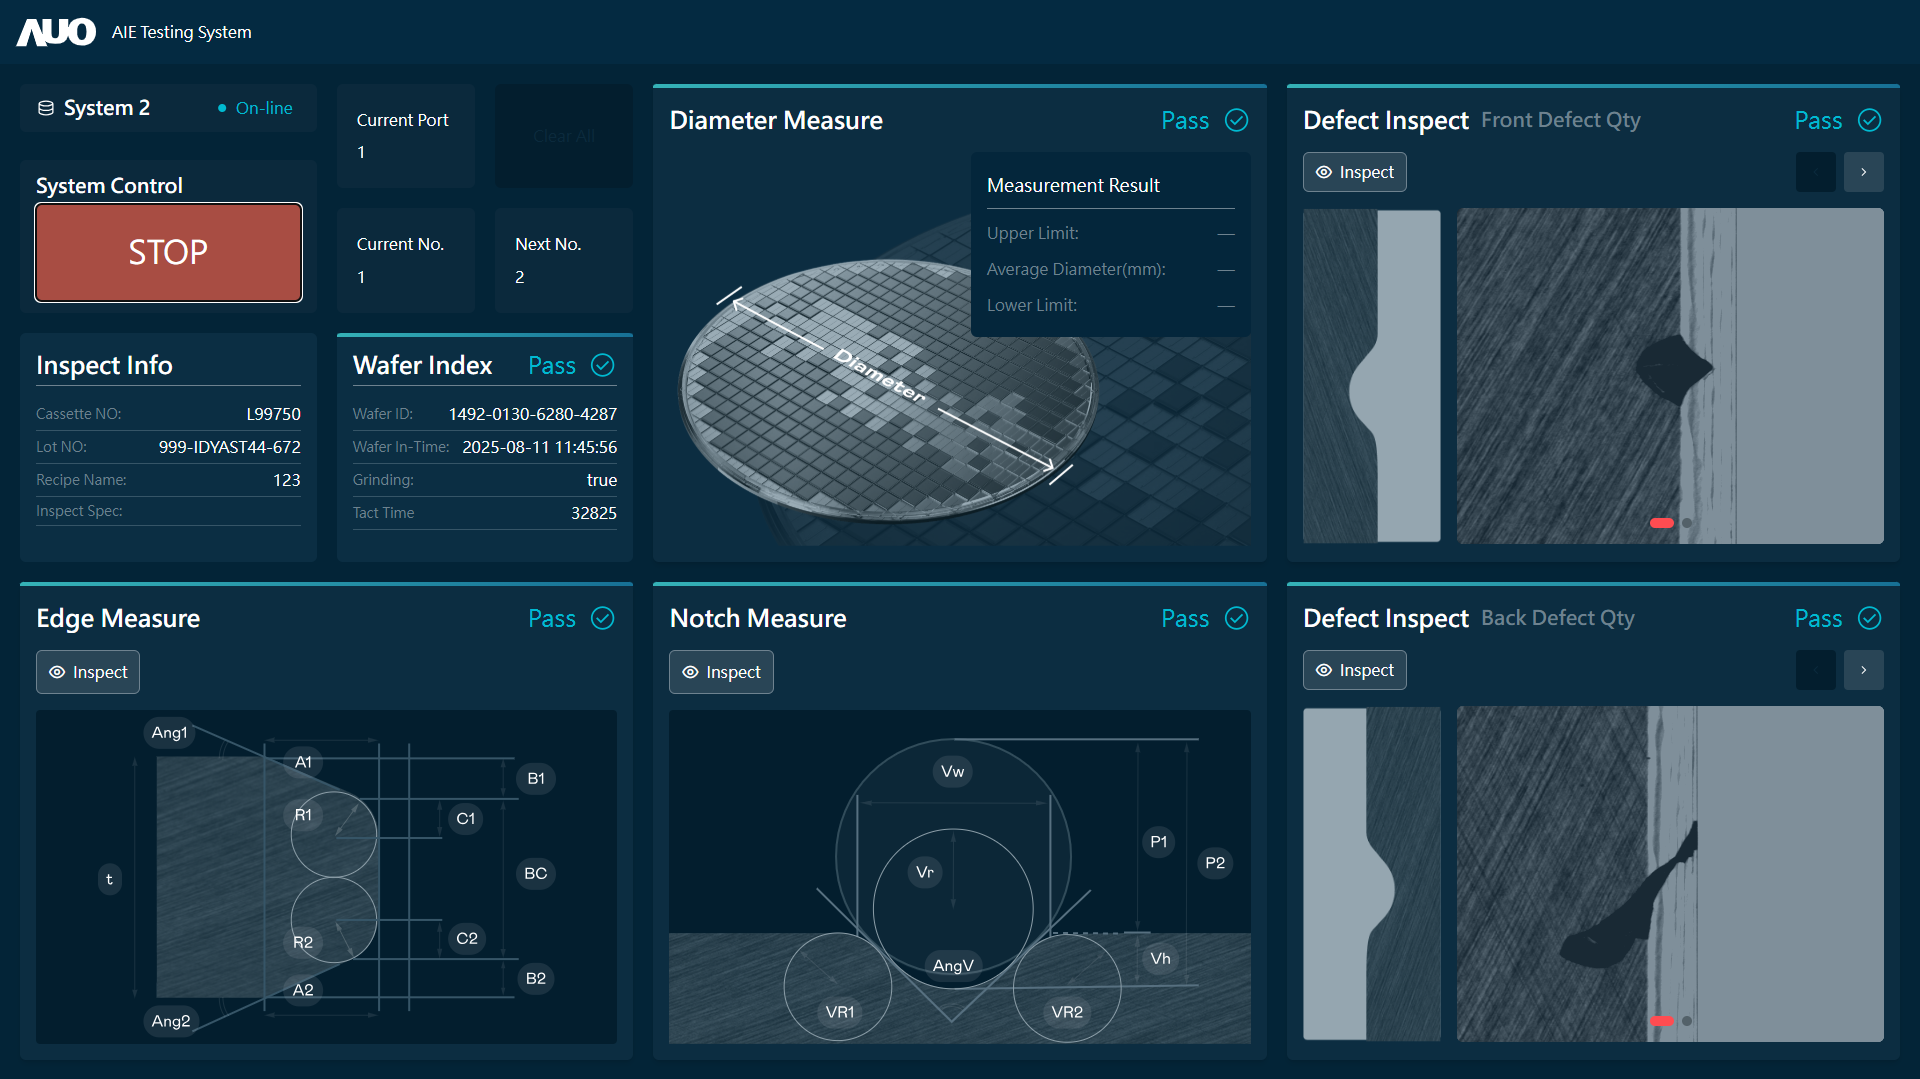 AUO AIE Testing System
System 2 On-line
System Control
STOP
Current Port
1
Clear All
Current No.
1
Next No.
2
Inspect Info
Cassette NO: L99750
Lot NO: 999-IDYAST44-672
Recipe Name: 123
Inspect Spec:
Wafer Index Pass
Wafer ID: 1492-0130-6280-4287
Wafer In-Time: 2025-08-11 11:45:56
Grinding: true
Tact Time 32825
Diameter Measure Pass
Measurement Result
Upper Limit: —
Average Diameter(mm): —
Lower Limit: —
Diameter
Defect Inspect Front Defect Qty Pass
Inspect
Edge Measure Pass
Inspect
Ang1
A1
B1
R1
C1
t
BC
R2
C2
B2
A2
Ang2
Notch Measure Pass
Inspect
Vw
P1
P2
Vr
AngV
Vh
VR1
VR2
Defect Inspect Back Defect Qty Pass
Inspect